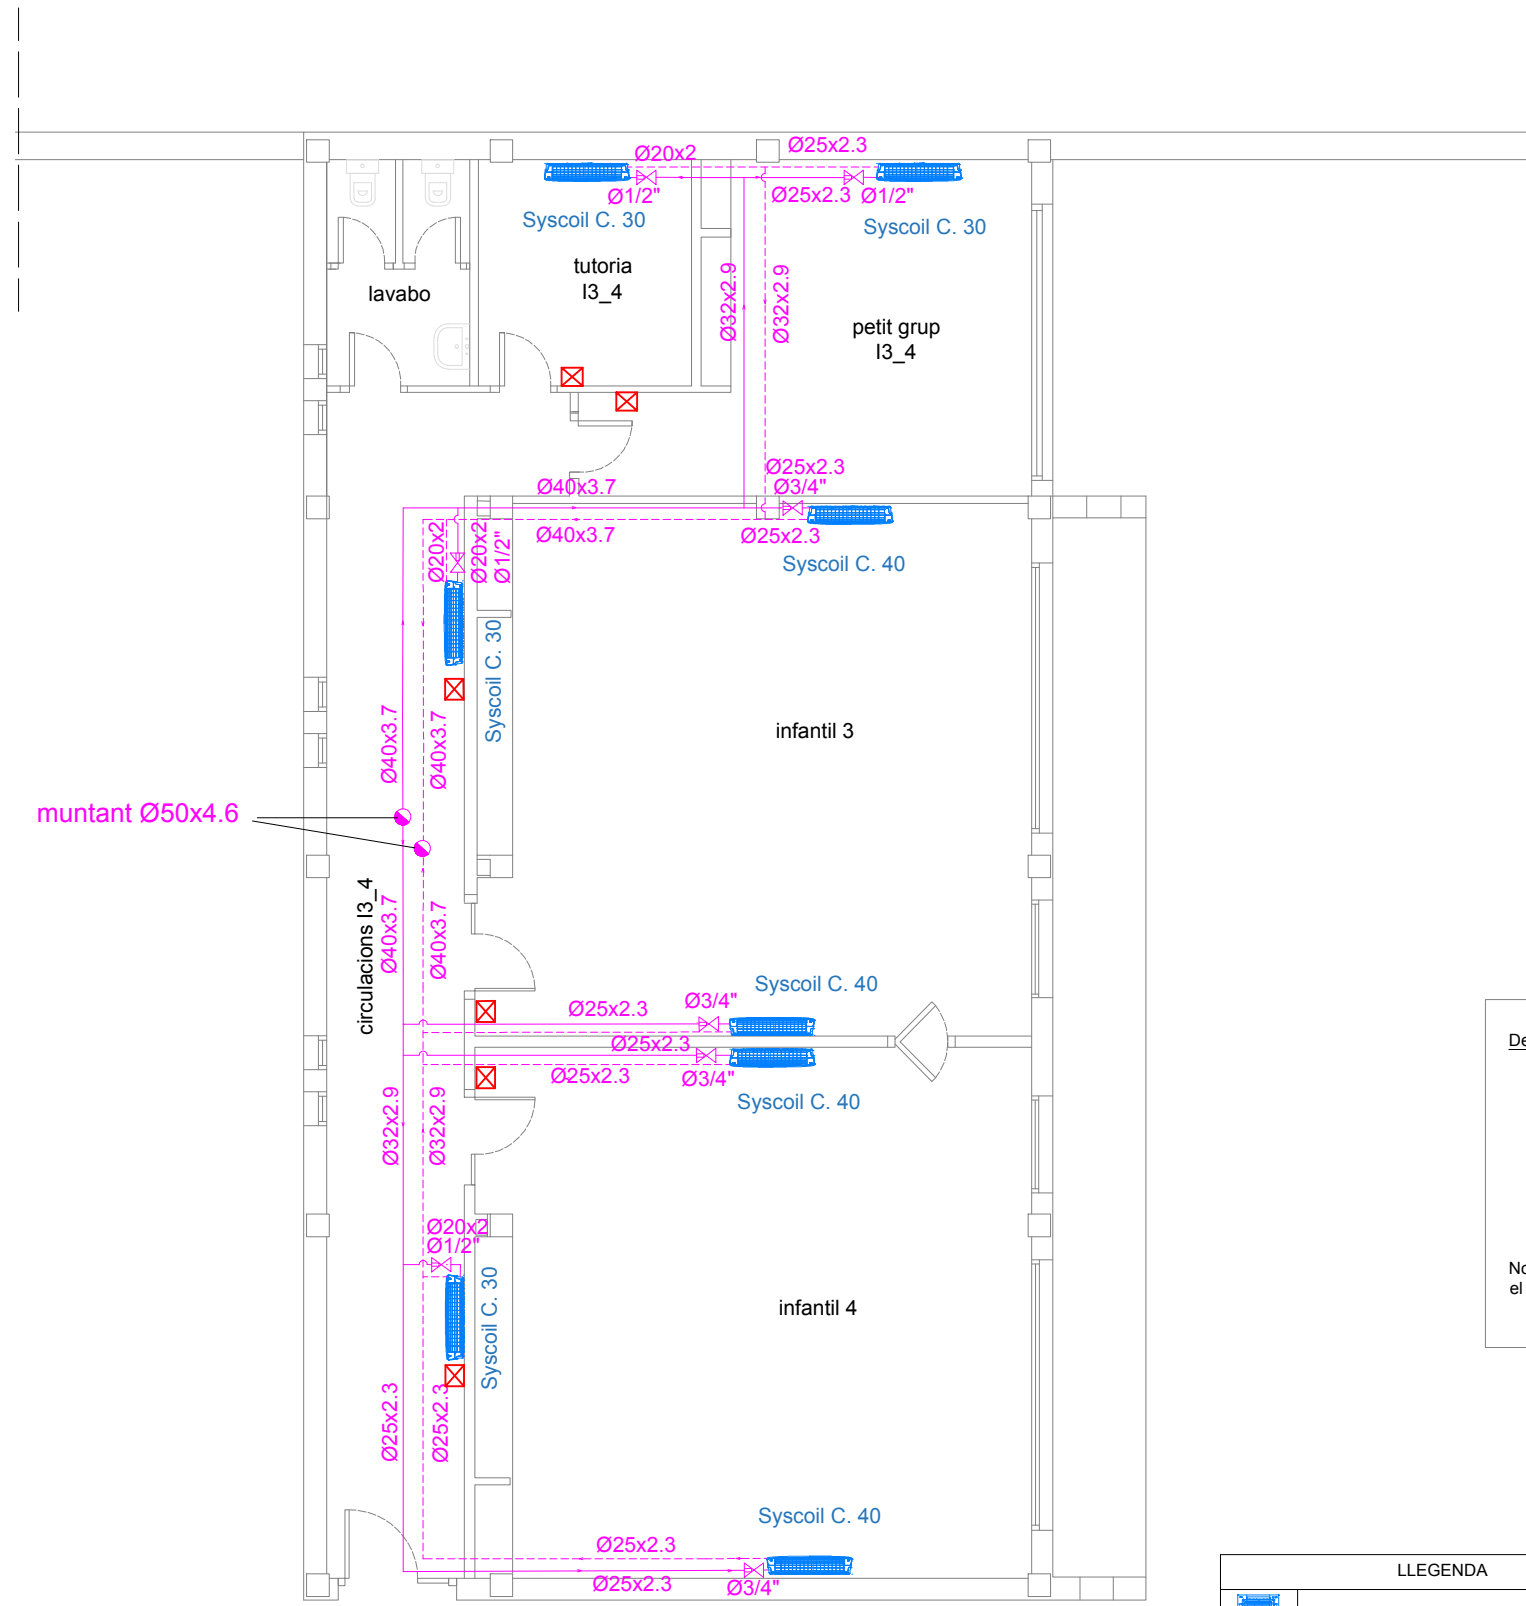 Ø20x2
Ø25x2.3
Ø1/2"
Ø25x2.3
Ø1/2"
Syscoil C. 30
Syscoil C. 30
tutoria
I3_4
lavabo
Ø32x2.9
Ø32x2.9
petit grup
I3_4
Ø25x2.3
Ø3/4"
Ø40x3.7
Ø40x3.7
Ø25x2.3
Ø20x2
Ø20x2
Ø1/2"
Syscoil C. 40
Syscoil C. 30
Ø40x3.7
Ø40x3.7
infantil 3
muntant Ø50x4.6
circulacions I3_4
Ø40x3.7
Ø40x3.7
Syscoil C. 40
Ø3/4"
Ø25x2.3
Ø25x2.3
Ø25x2.3
Ø3/4"
Syscoil C. 40
Ø32x2.9
Ø32x2.9
Ø20x2
Ø1/2"
Syscoil C. 30
infantil 4
Ø25x2.3
Ø25x2.3
Syscoil C. 40
Ø25x2.3
Ø25x2.3
Ø3/4"
el
LLEGENDA